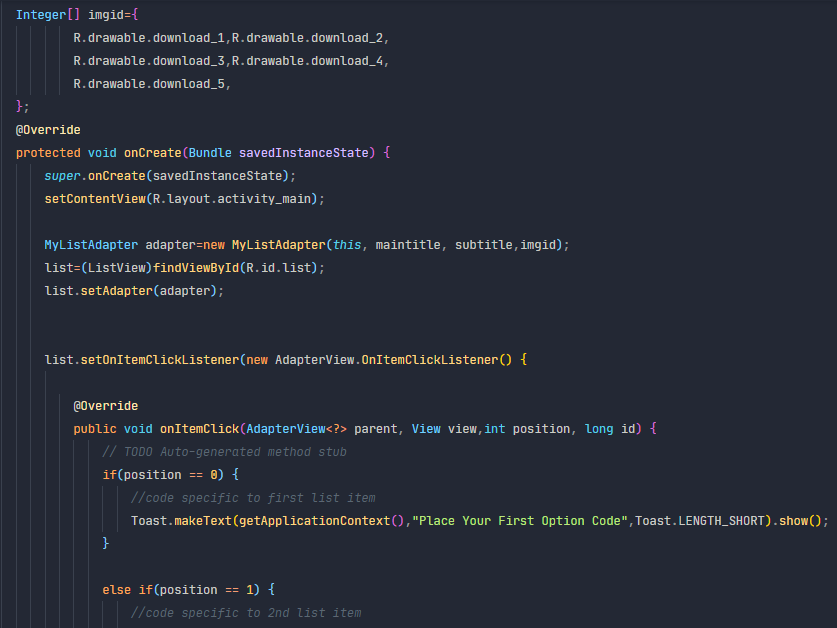 Integer[] imgid={
R.drawable.download_1,R.drawable.download_2,
R.drawable.download_3,R.drawable.download_4,
R.drawable.download_5,
};
@Override
protected void onCreate(Bundle savedInstanceState) {
super.onCreate(savedInstanceState);
setContentView(R.layout.activity_main);
MyListAdapter adapter=new MyListAdapter(this, maintitle, subtitle,imgid);
list=(ListView)findViewById(R.id.list);
list.setAdapter(adapter);
list.setOnItemClickListener(new AdapterView.OnItemClickListener() {
@Override
public void onItemClick(AdapterView<?> parent, View view,int position, long id) {
// TODO Auto-generated method stub
if(position == 0) {
//code specific to first list item
Toast.makeText(getApplicationContext(),"Place Your First Option Code",Toast.LENGTH_SHORT).show();
}
else if(position == 1) {
//code specific to 2nd list item